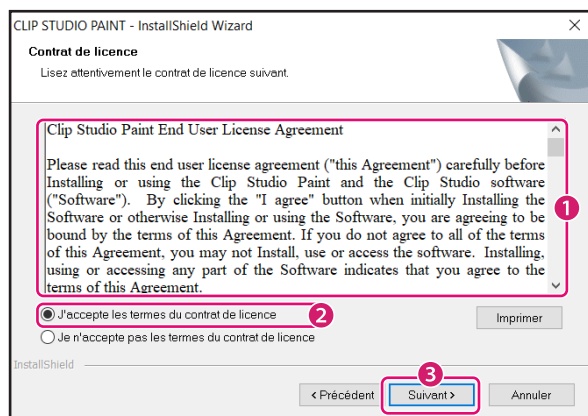 CLIP STUDIO PAINT - InstallShield Wizard
Contrat de licence
Lisez attentivement le contrat de licence suivant.
Clip Studio Paint End User License Agreement
Please read this end user license agreement ("this Agreement") carefully before
Installing or using the Clip Studio Paint and the Clip Studio software
("Software"). By clicking the "I agree" button when initially Installing the
Software or otherwise Installing or using the Software, you are agreeing to be
bound by the terms of this Agreement. If you do not agree to all of the terms
of this Agreement, you may not Install, use or access the software. Installing,
using or accessing any part of the Software indicates that you agree to the
terms of this Agreement.
1
J'accepte les termes du contrat de licence
2
Imprimer
Je n'accepte pas les termes du contrat de licence
InstallShield
3
< Précédent
Suivant >
Annuler